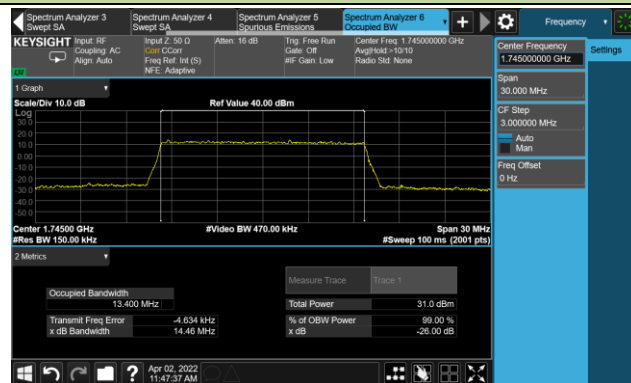 Spectrum Analyzer 3
Swept SA
Spectrum Analyzer 4
Swept SA
Spectrum Analyzer 5
Spurious Emissions
Spectrum Analyzer 6
Occupied BW
Frequency
KEYSIGHT
Input: RF
Coupling: AC
Align: Auto
Input Z: 50 Ω
Corr CCorr
Freq Ref: Int (S)
NFE: Adaptive
Atten: 16 dB
Trig: Free Run
Gate: Off
#IF Gain: Low
Center Freq: 1.745000000 GHz
Avg|Hold:>10/10
Radio Std: None
Center Frequency
1.745000000 GHz
Settings
Span
30.000 MHz
CF Step
3.000000 MHz
Auto
Man
Freq Offset
0 Hz
1 Graph
Scale/Div 10.0 dB
Ref Value 40.00 dBm
Log
30.0
20.0
10.0
0.00
-10.0
-20.0
-30.0
-40.0
-50.0
Center 1.74500 GHz
#Video BW 470.00 kHz
Span 30 MHz
#Res BW 150.00 kHz
#Sweep 100 ms (2001 pts)
2 Metrics
Measure Trace
Trace 1
Occupied Bandwidth
13.400 MHz
Total Power
31.0 dBm
Transmit Freq Error
-4.634 kHz
% of OBW Power
99.00 %
x dB Bandwidth
14.46 MHz
x dB
-26.00 dB
Apr 02, 2022
11:47:37 AM